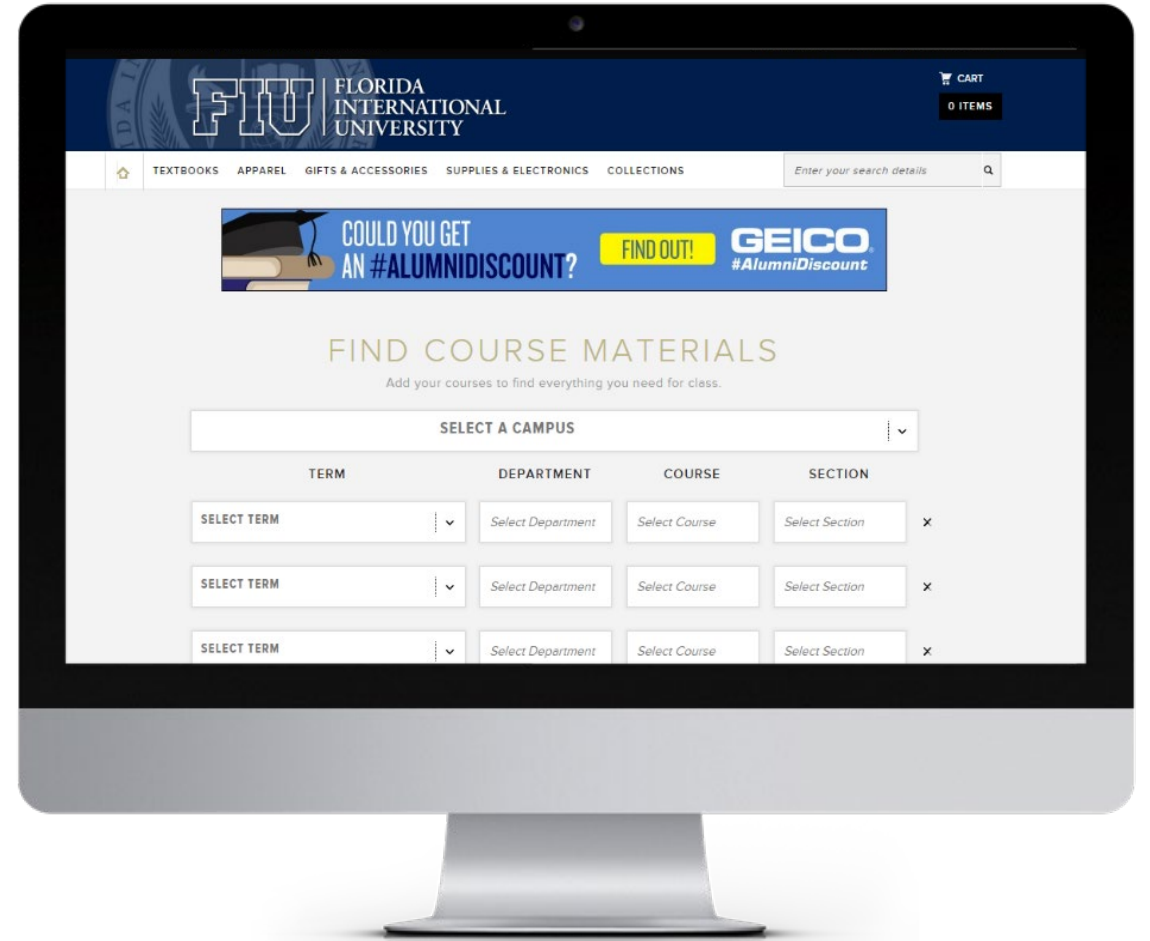 FIU
FLORIDA
INTERNATIONAL
UNIVERSITY
CART
0 ITEMS
TEXTBOOKS APPAREL GIFTS & ACCESSORIES SUPPLIES & ELECTRONICS COLLECTIONS Enter your search details
COULD YOU GET
AN #ALUMNIDISCOUNT?
FIND OUT!
GEICO®
#AlumniDiscount
FIND COURSE MATERIALS
Add your courses to find everything you need for class.
SELECT A CAMPUS
TERM DEPARTMENT COURSE SECTION
SELECT TERM Select Department Select Course Select Section ×
SELECT TERM Select Department Select Course Select Section ×
SELECT TERM Select Department Select Course Select Section ×